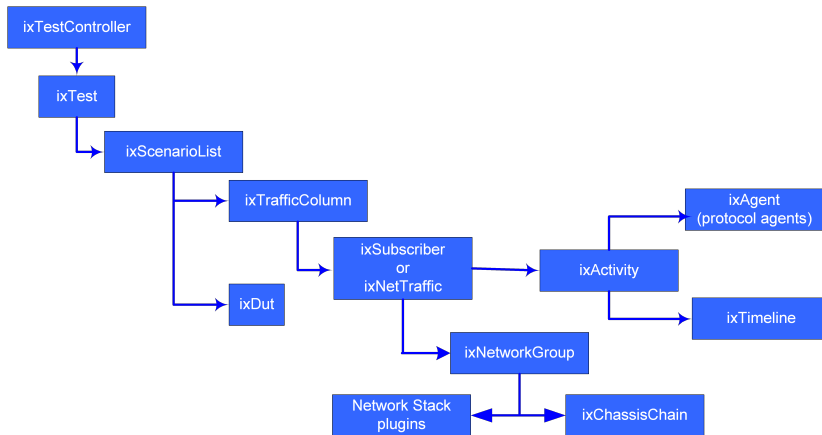 ixTestController
ixTest
ixScenarioList
ixTrafficColumn
ixAgent
(protocol agents)
ixSubscriber
or
ixNetTraffic
ixActivity
ixDut
ixTimeline
ixNetworkGroup
Network Stack
plugins
ixChassisChain